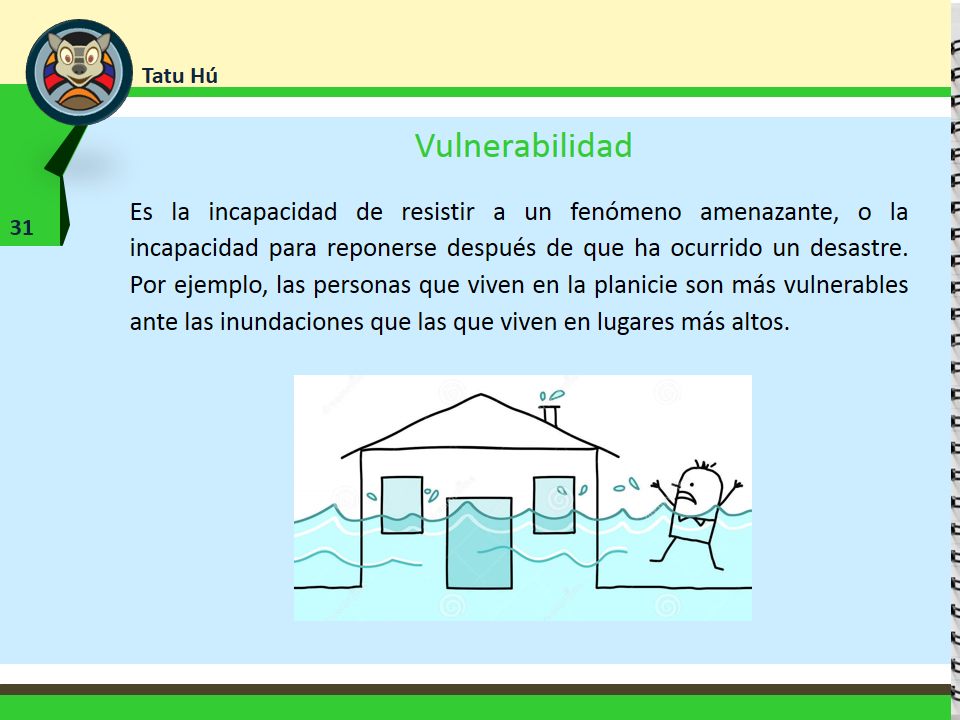 Tatu Hú
Vulnerabilidad
31
Es la incapacidad de resistir a un fenómeno amenazante, o la
incapacidad para reponerse después de que ha ocurrido un desastre.
Por ejemplo, las personas que viven en la planicie son más vulnerables
ante las inundaciones que las que viven en lugares más altos.